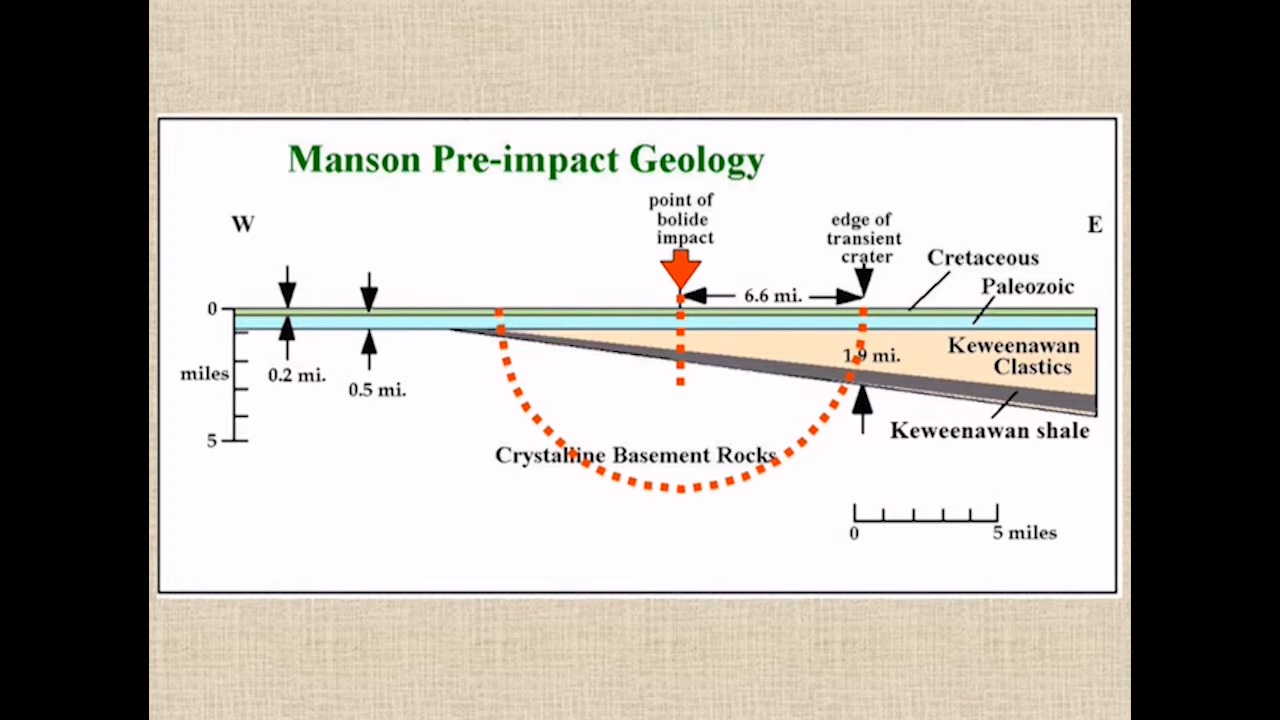 Manson Pre-impact Geology
W
point of
bolide
impact
edge of
transient
crater
E
Cretaceous
Paleozoic
6.6 mi.
0
Keweenawan
Clastics
1.9 mi.
miles
0.2 mi.
0.5 mi.
5
Keweenawan shale
Crystalline Basement Rocks
0
5 miles